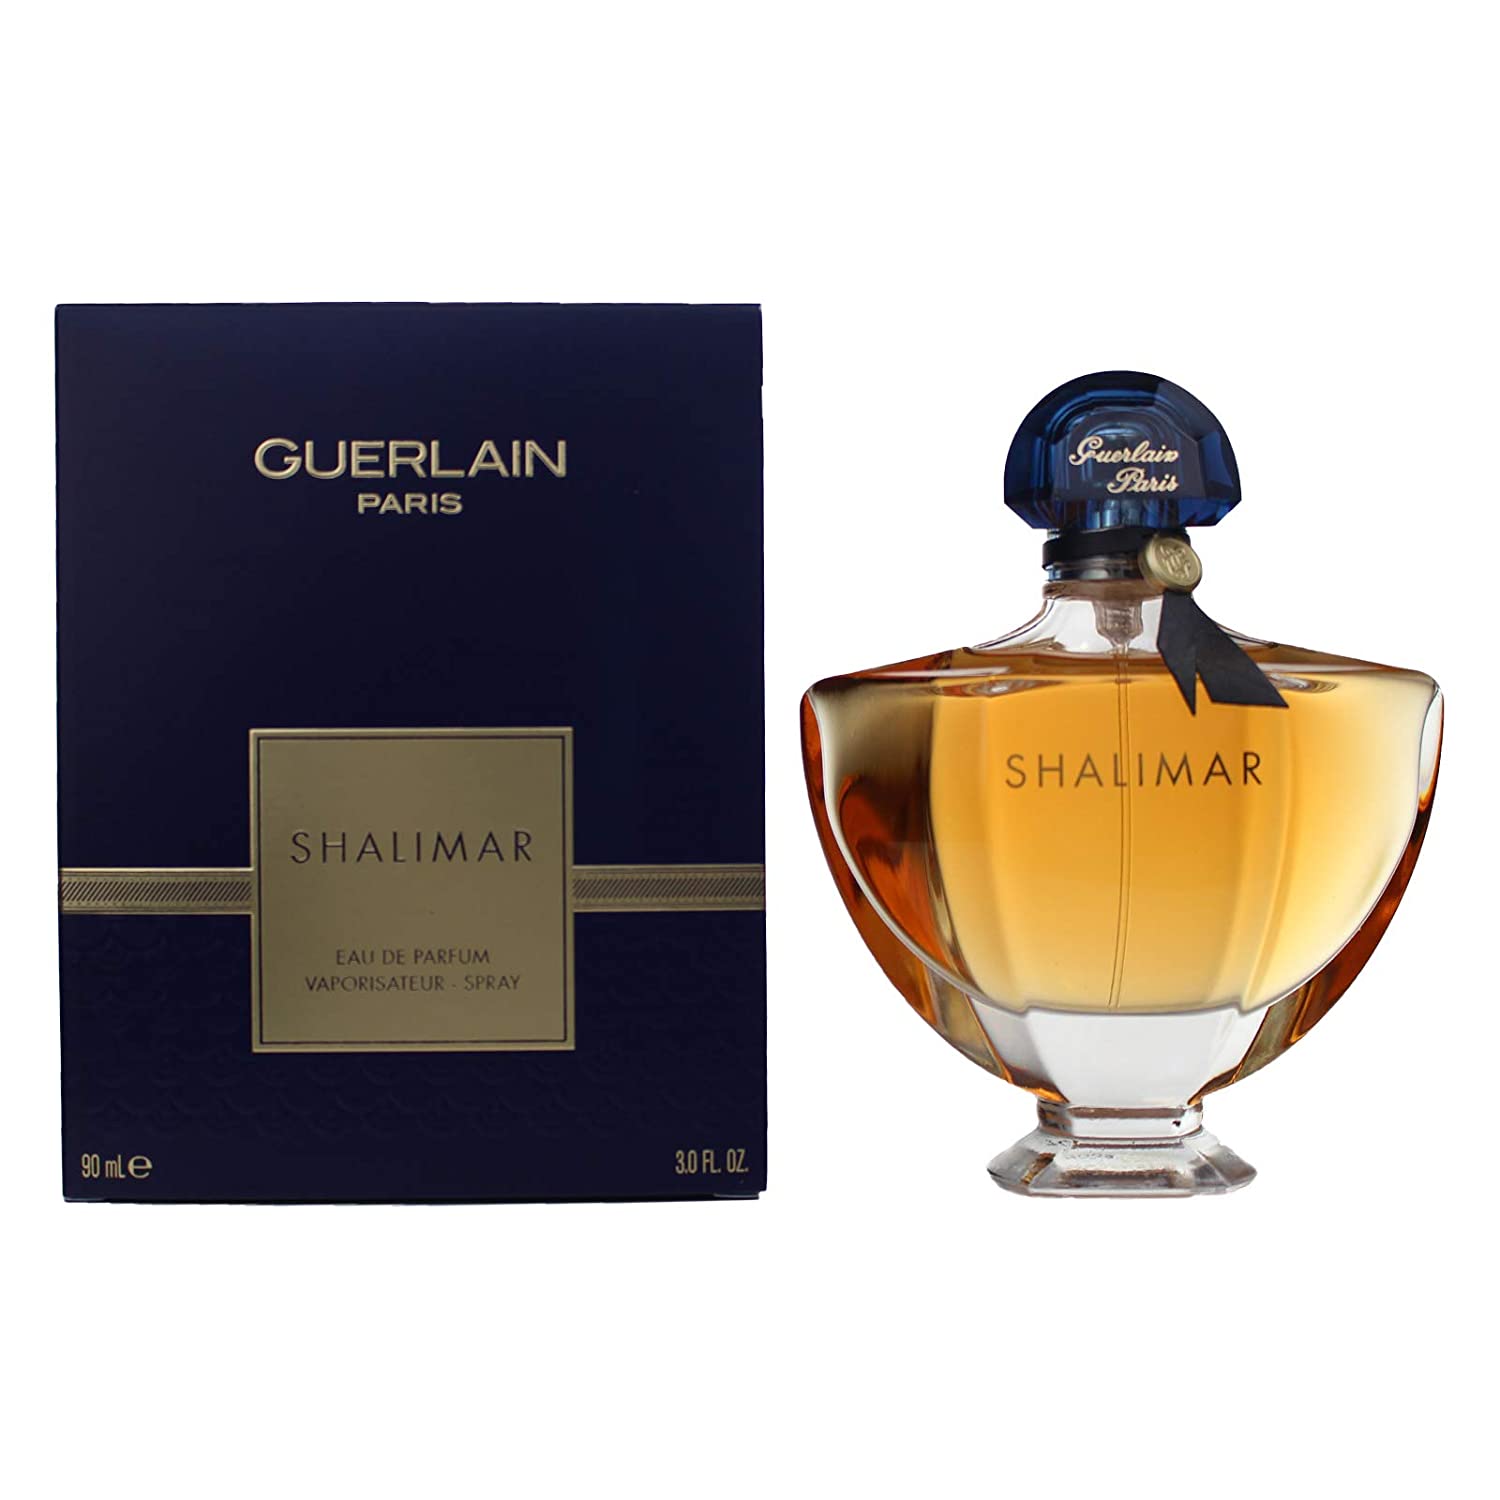 GUERLAIN
PARIS
SHALIMAR
EAU DE PARFUM
VAPORISATEUR - SPRAY
90 mL e
3.0 FL. OZ.
Guerlain
Paris
SHALIMAR